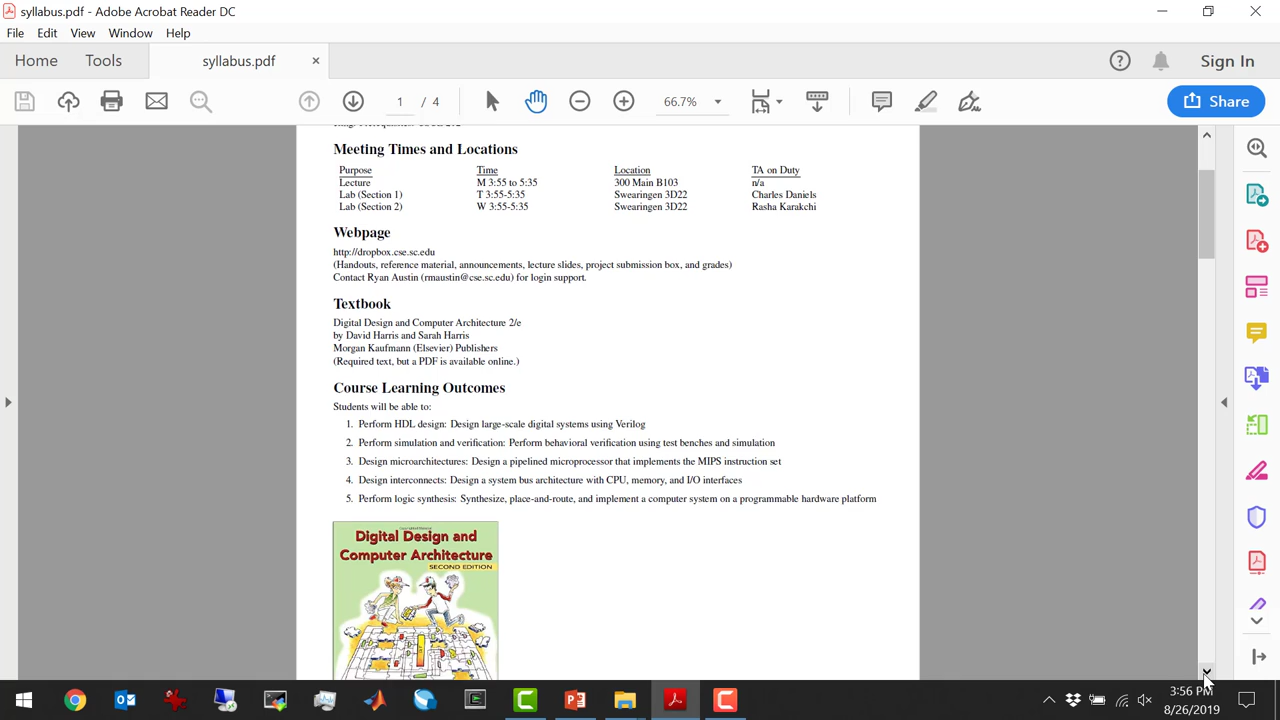 syllabus.pdf - Adobe Acrobat Reader DC
File Edit View Window Help
Home Tools syllabus.pdf × Sign In
1 / 4 66.7% Share
Meeting Times and Locations
Purpose Time Location TA on Duty
Lecture M 3:55 to 5:35 300 Main B103 n/a
Lab (Section 1) T 3:55-5:35 Swearingen 3D22 Charles Daniels
Lab (Section 2) W 3:55-5:35 Swearingen 3D22 Rasha Karakchi
Webpage
http://dropbox.cse.sc.edu
(Handouts, reference material, announcements, lecture slides, project submission box, and grades)
Contact Ryan Austin (rmaustin@cse.sc.edu) for login support.
Textbook
Digital Design and Computer Architecture 2/e
by David Harris and Sarah Harris
Morgan Kaufmann (Elsevier) Publishers
(Required text, but a PDF is available online.)
Course Learning Outcomes
Students will be able to:
1. Perform HDL design: Design large-scale digital systems using Verilog
2. Perform simulation and verification: Perform behavioral verification using test benches and simulation
3. Design microarchitectures: Design a pipelined microprocessor that implements the MIPS instruction set
4. Design interconnects: Design a system bus architecture with CPU, memory, and I/O interfaces
5. Perform logic synthesis: Synthesize, place-and-route, and implement a computer system on a programmable hardware platform
Digital Design and
Computer Architecture
SECOND EDITION
3:56 PM
8/26/2019